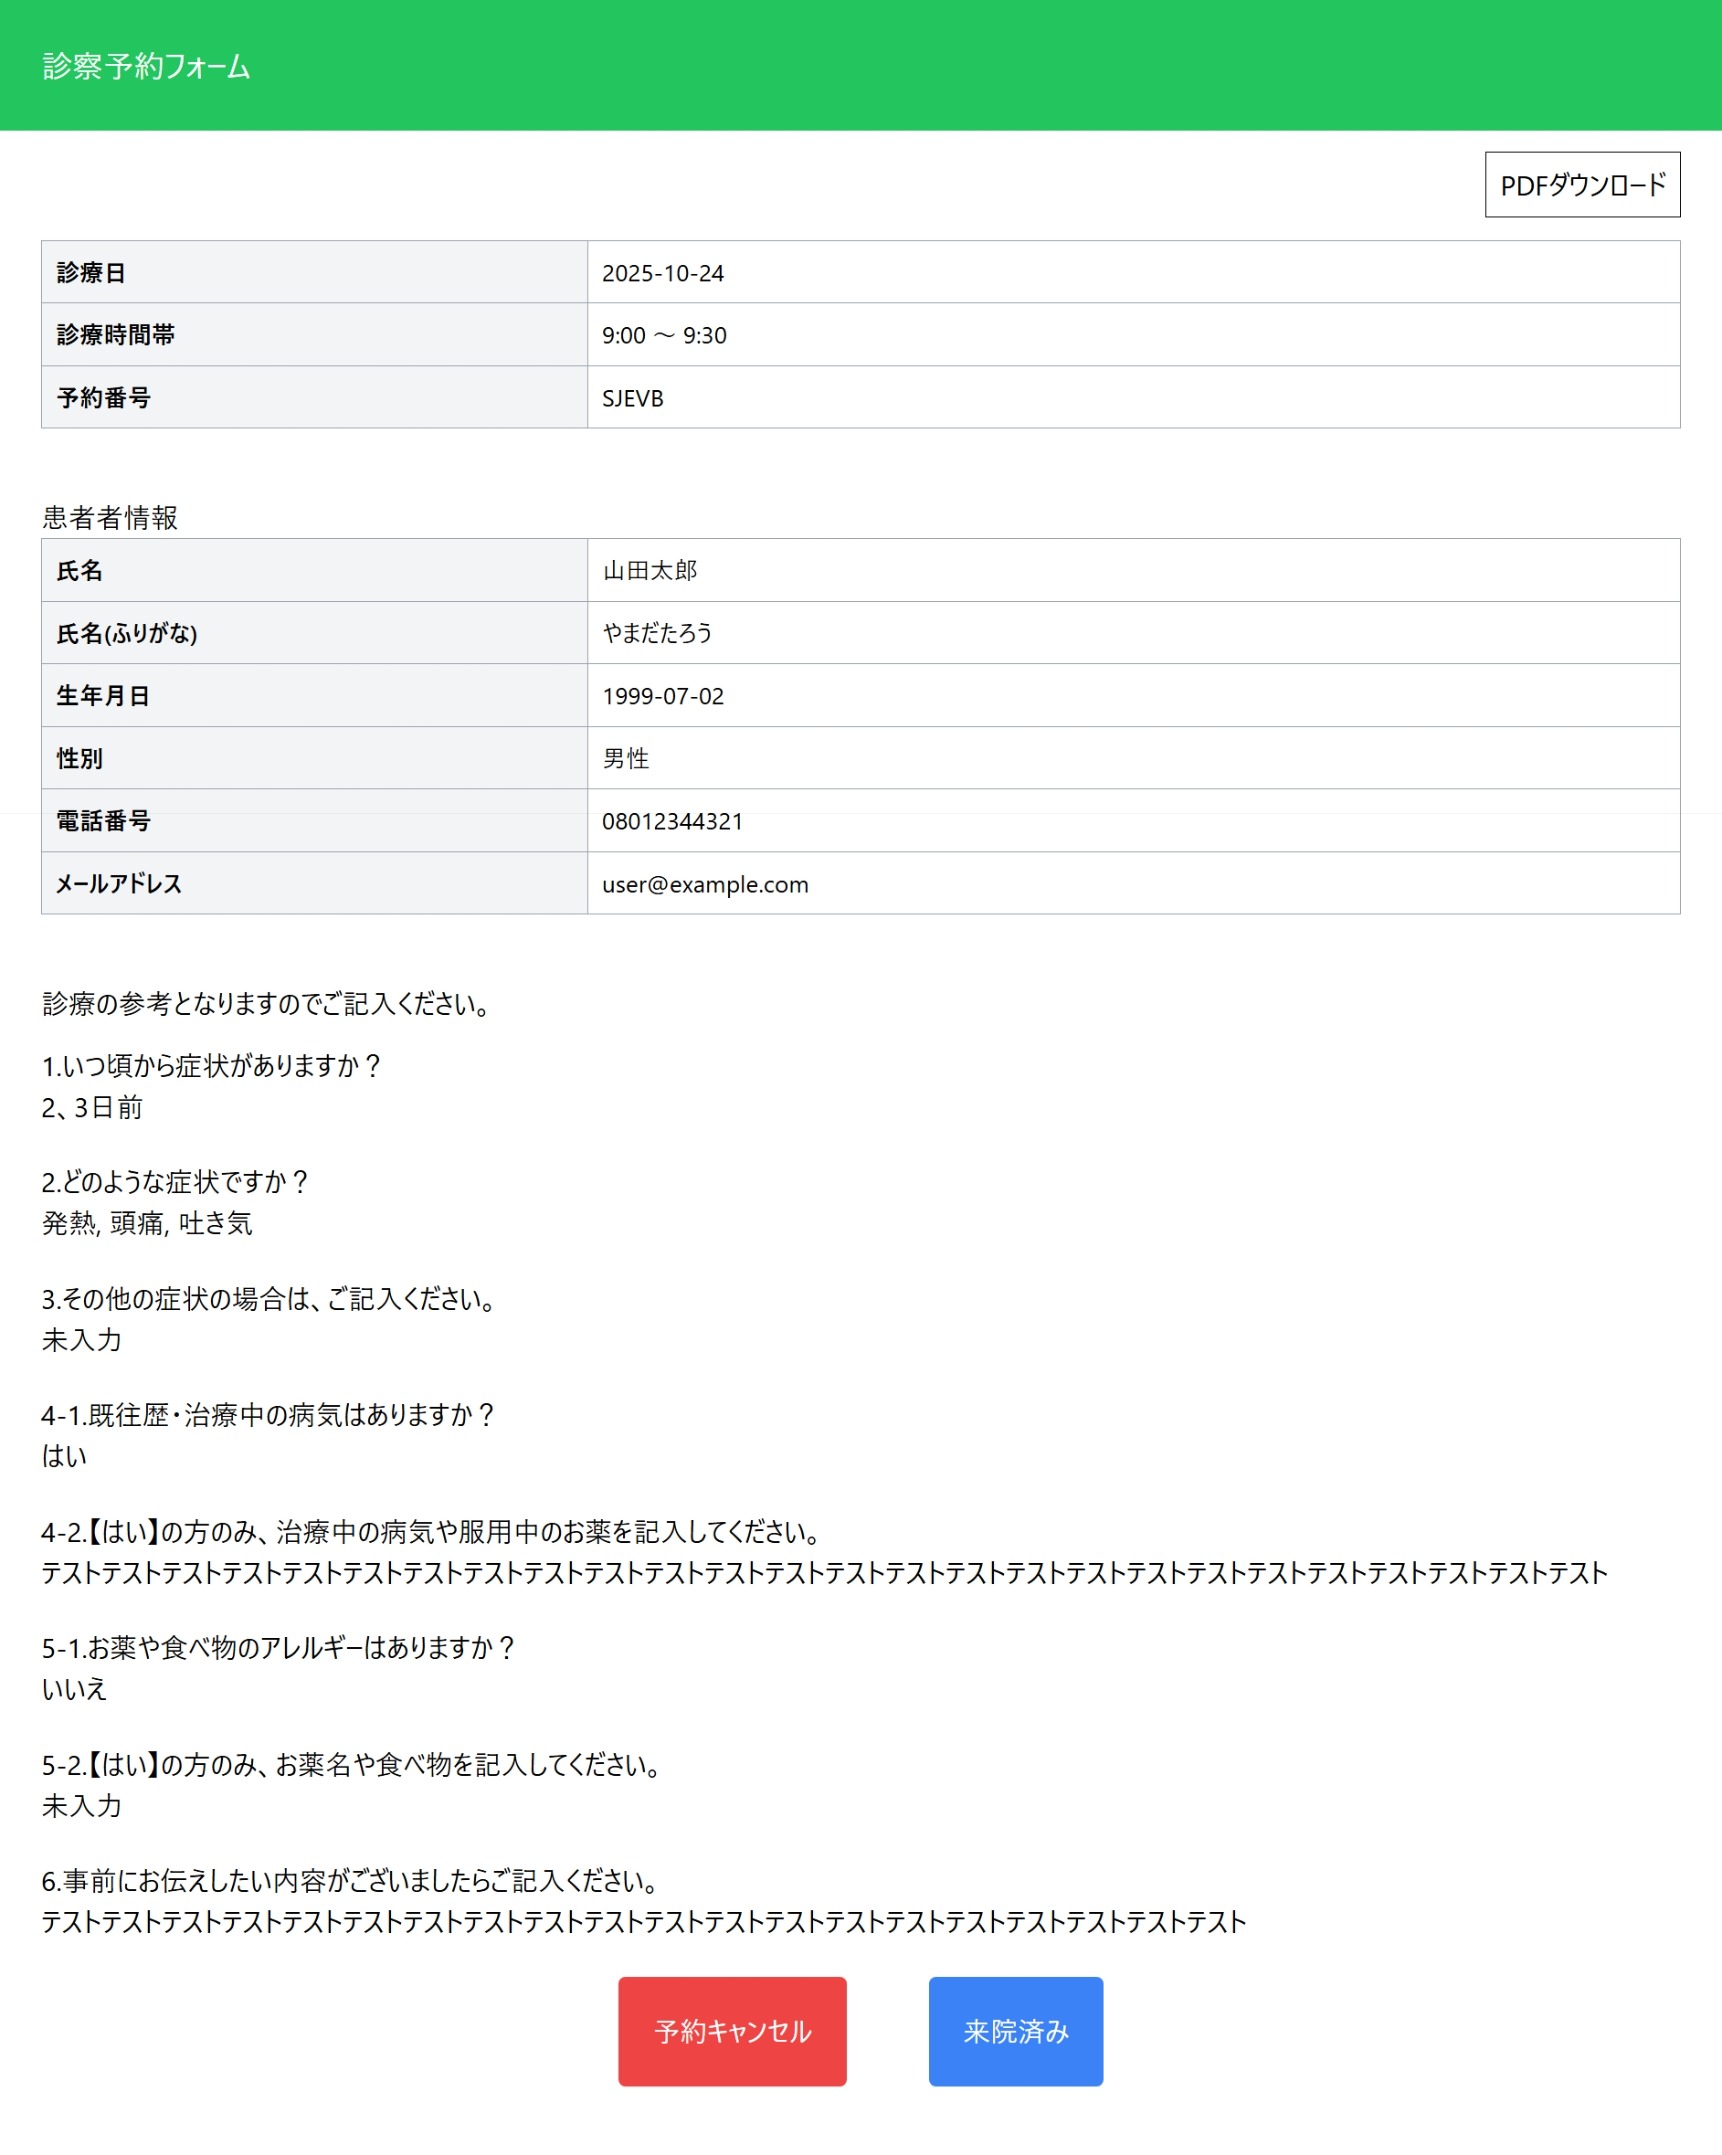 診察予約フォーム
PDFダウンロード
診療日 2025-10-24
診療時間帯 9:00 ～ 9:30
予約番号 SJEVB
患者者情報
氏名 山田太郎
氏名(ふりがな) やまだたろう
生年月日 1999-07-02
性別 男性
電話番号 08012344321
メールアドレス user@example.com
診療の参考となりますのでご記入ください。
1.いつ頃から症状がありますか？
2、3日前
2.どのような症状ですか？
発熱, 頭痛, 吐き気
3.その他の症状の場合は、ご記入ください。
未入力
4-1.既往歴・治療中の病気はありますか？
はい
4-2.【はい】の方のみ、治療中の病気や服用中のお薬を記入してください。
テストテストテストテストテストテストテストテストテストテストテストテストテストテストテストテストテストテストテストテストテストテストテストテストテストテスト
5-1.お薬や食べ物のアレルギーはありますか？
いいえ
5-2.【はい】の方のみ、お薬名や食べ物を記入してください。
未入力
6.事前にお伝えしたい内容がございましたらご記入ください。
テストテストテストテストテストテストテストテストテストテストテストテストテストテストテストテストテストテストテストテスト
予約キャンセル
来院済み